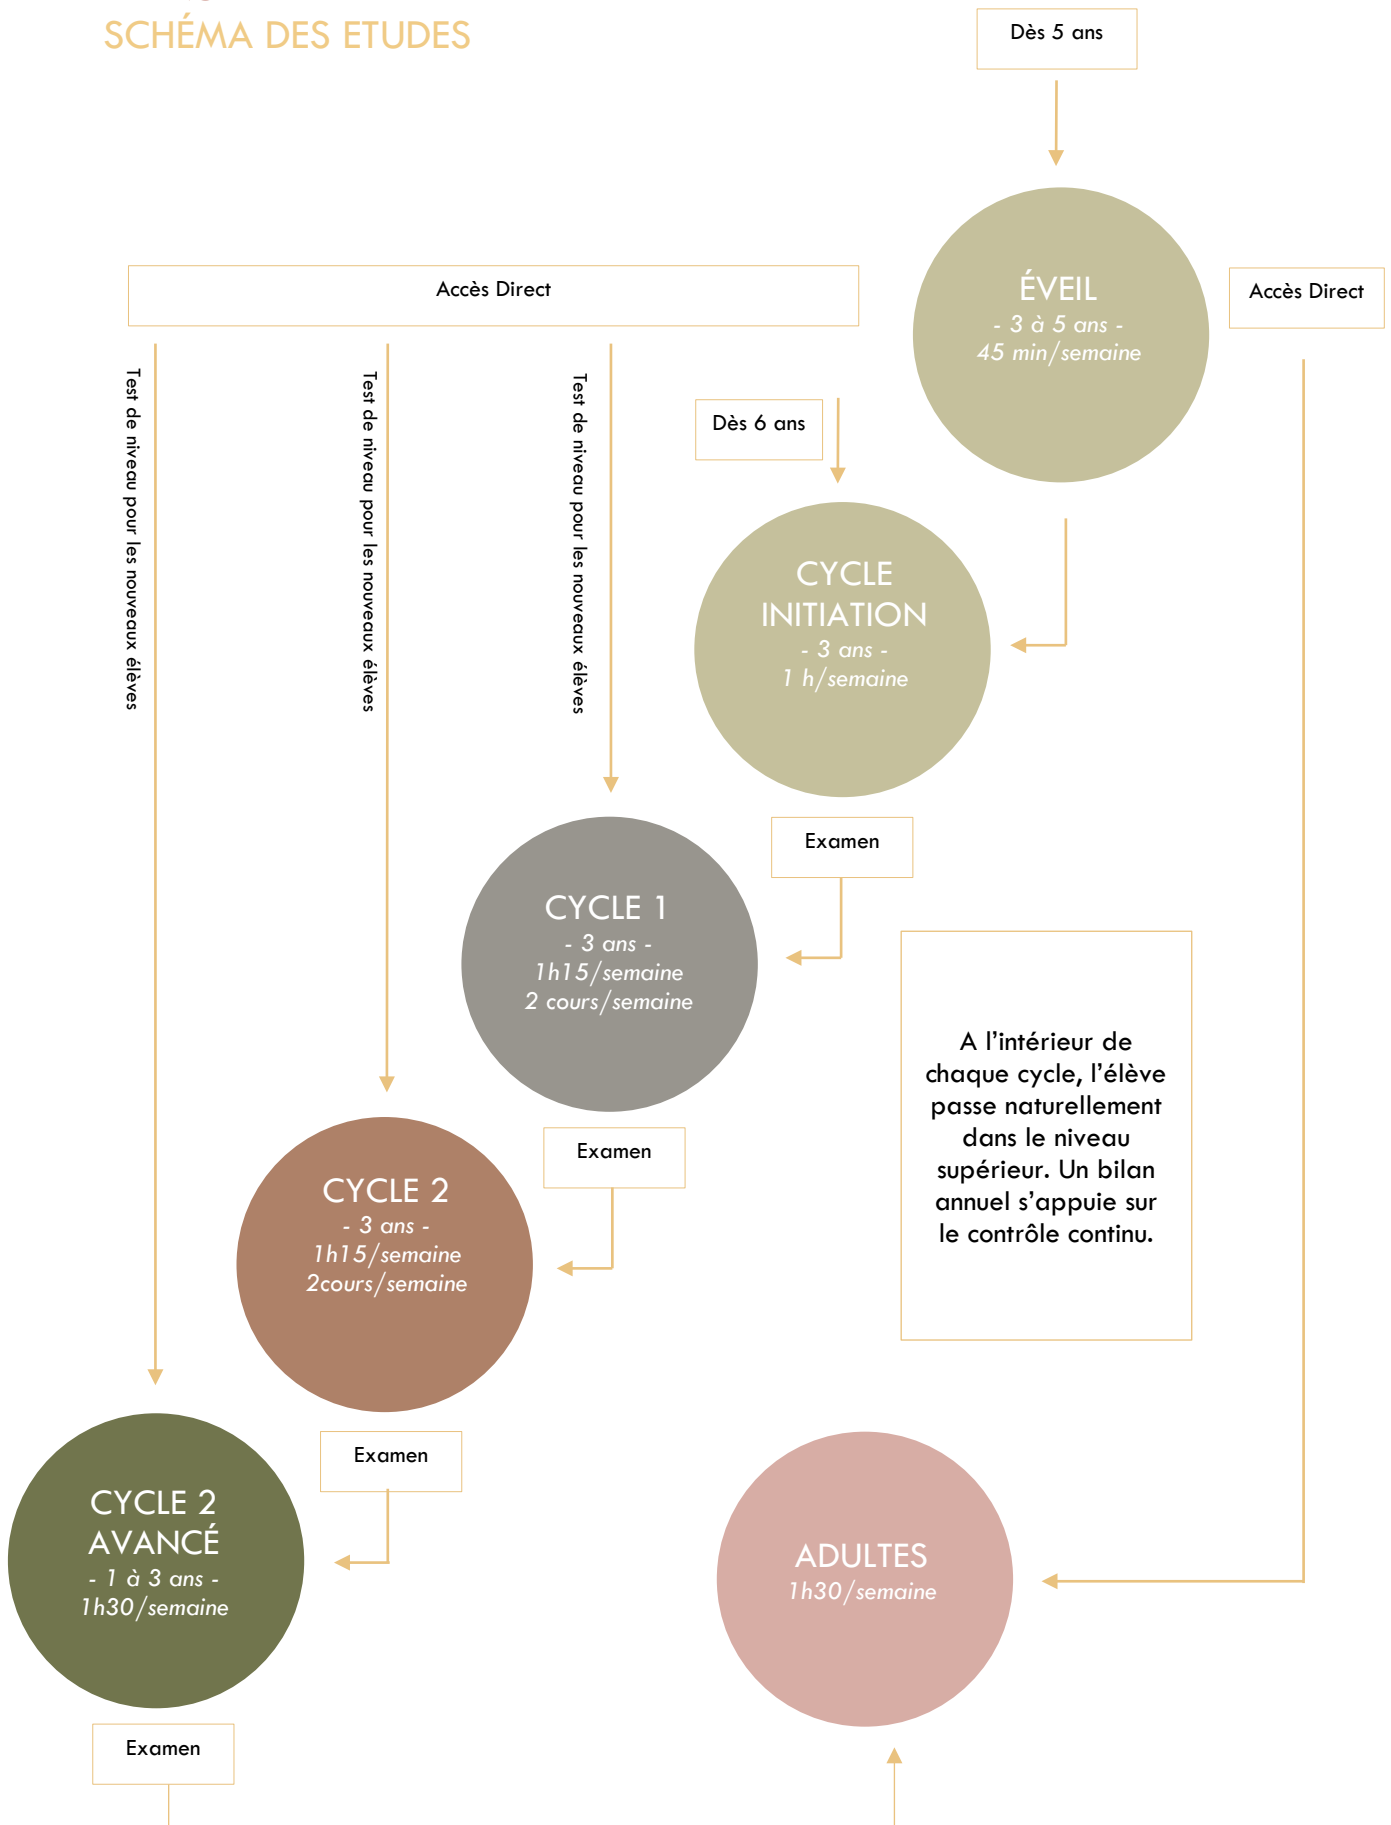 SCHÉMA DES ETUDES
Dès 5 ans
ÉVEIL
- 3 à 5 ans -
45 min/semaine
Accès Direct
Accès Direct
Test de niveau pour les nouveaux élèves
Test de niveau pour les nouveaux élèves
Test de niveau pour les nouveaux élèves
Dès 6 ans
CYCLE
INITIATION
- 3 ans -
1 h/semaine
Examen
CYCLE 1
- 3 ans -
1h15/semaine
2 cours/semaine
A l'intérieur de
chaque cycle, l'élève
passe naturellement
dans le niveau
supérieur. Un bilan
annuel s'appuie sur
le contrôle continu.
Examen
CYCLE 2
- 3 ans -
1h15/semaine
2cours/semaine
Examen
CYCLE 2
AVANCÉ
- 1 à 3 ans -
1h30/semaine
ADULTES
1h30/semaine
Examen